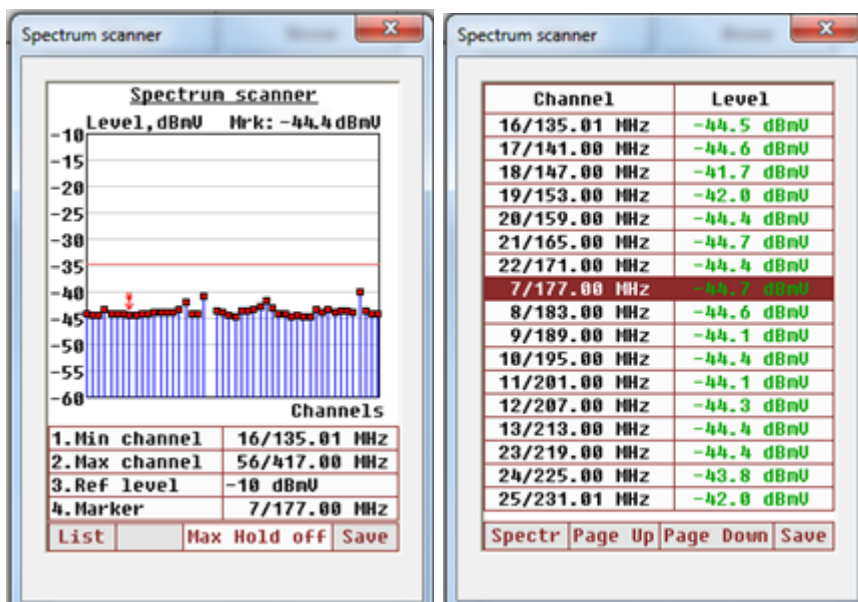 Spectrum scanner
Spectrum scanner
Level, dBmV Mrk: -44.4 dBmV
-10
-15
-20
-25
-30
-35
-40
-45
-50
-55
-60
Channels
1.Min channel 16/135.01 MHz
2.Max channel 56/417.00 MHz
3.Ref level -10 dBmV
4.Marker 7/177.00 MHz
List Max Hold off Save
Spectrum scanner
Channel Level
16/135.01 MHz -44.5 dBmV
17/141.00 MHz -44.6 dBmV
18/147.00 MHz -41.7 dBmV
19/153.00 MHz -42.0 dBmV
20/159.00 MHz -44.4 dBmV
21/165.00 MHz -44.7 dBmV
22/171.00 MHz -44.4 dBmV
7/177.00 MHz -44.7 dBmV
8/183.00 MHz -44.6 dBmV
9/189.00 MHz -44.1 dBmV
10/195.00 MHz -44.4 dBmV
11/201.00 MHz -44.1 dBmV
12/207.00 MHz -44.3 dBmV
13/213.00 MHz -44.4 dBmV
23/219.00 MHz -44.4 dBmV
24/225.00 MHz -43.8 dBmV
25/231.01 MHz -42.0 dBmV
Spectr Page Up Page Down Save